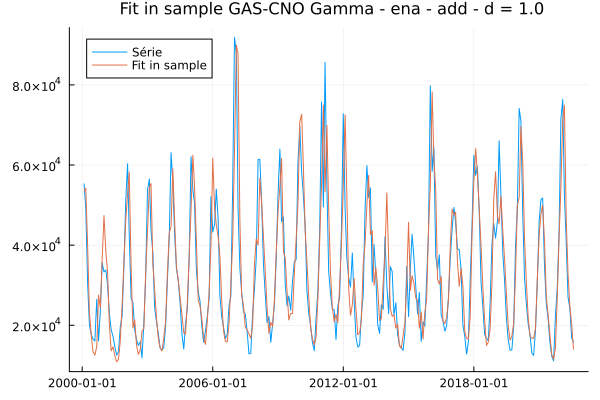 Fit in sample GAS-CNO Gamma - ena - add - d = 1.0
Série
Fit in sample
8.0×10⁴
6.0×10⁴
4.0×10⁴
2.0×10⁴
2000-01-01 2006-01-01 2012-01-01 2018-01-01